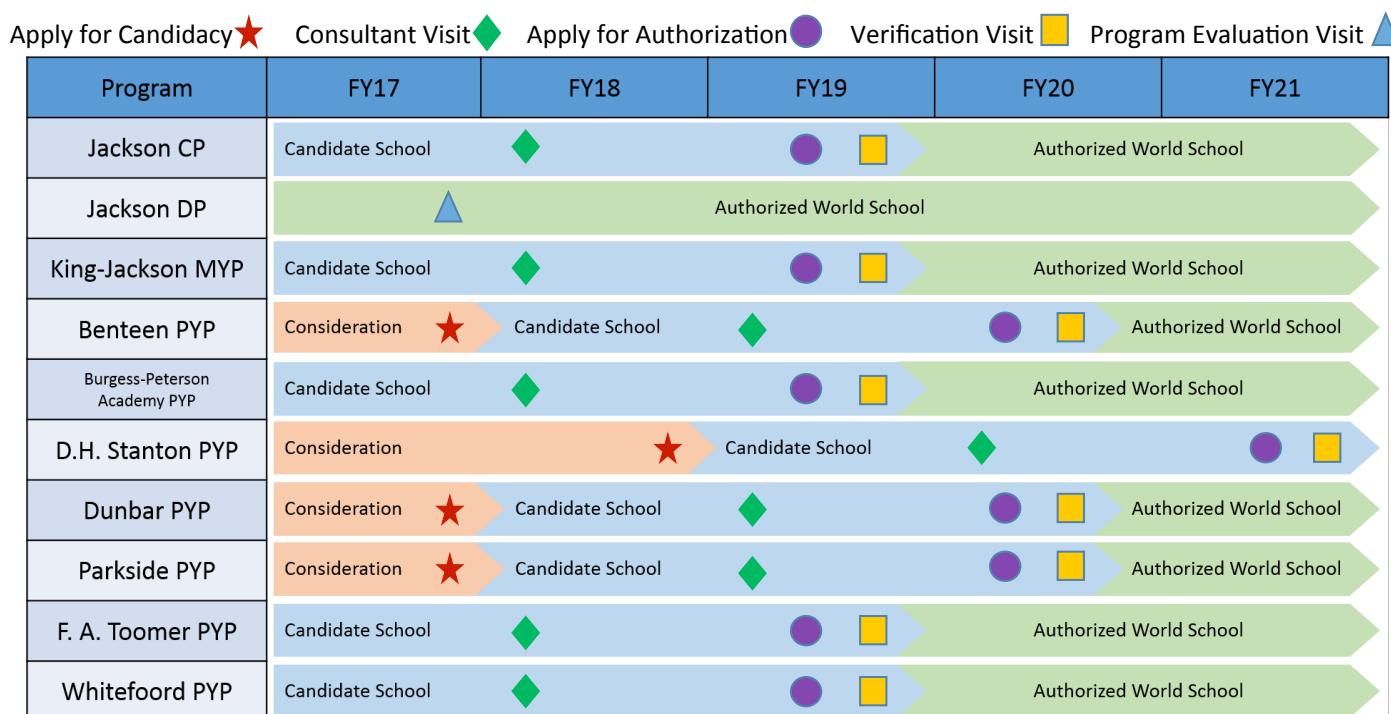 Apply for Candidacy Consultant Visit Apply for Authorization Verification Visit Program Evaluation Visit
Program FY17 FY18 FY19 FY20 FY21
Jackson CP Candidate School Authorized World School
Jackson DP Authorized World School
King-Jackson MYP Candidate School Authorized World School
Benteen PYP Consideration Candidate School Authorized World School
Burgess-Peterson
Academy PYP
Candidate School Authorized World School
D.H. Stanton PYP Consideration Candidate School
Dunbar PYP Consideration Candidate School Authorized World School
Parkside PYP Consideration Candidate School Authorized World School
F. A. Toomer PYP Candidate School Authorized World School
Whitefoord PYP Candidate School Authorized World School